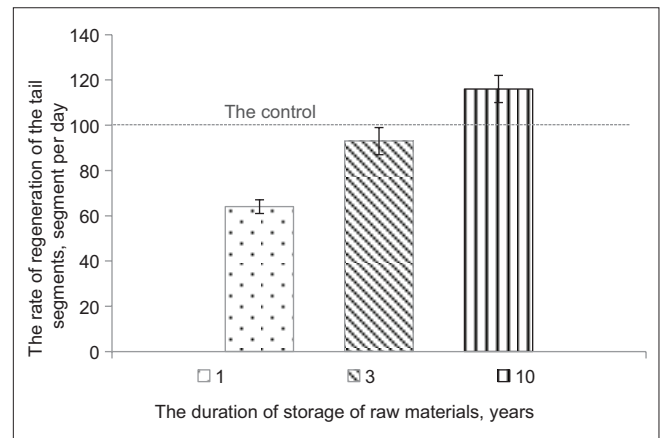 The rate of regeneration of the tail
segments, segment per day
140
120
100
80
60
40
20
0
The control
1 3 10
The duration of storage of raw materials, years